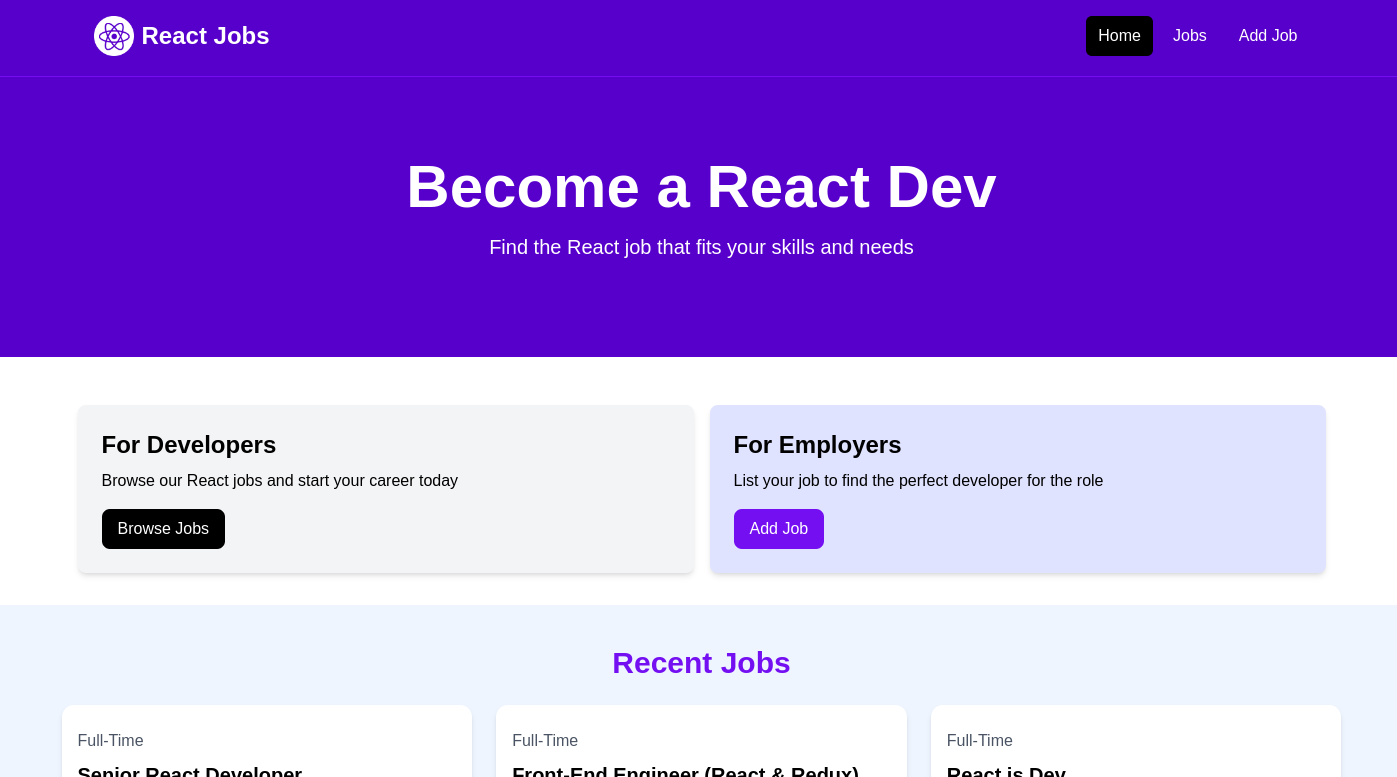 React Jobs
Home
Jobs
Add Job
Become a React Dev
Find the React job that fits your skills and needs
For Developers
Browse our React jobs and start your career today
Browse Jobs
For Employers
List your job to find the perfect developer for the role
Add Job
Recent Jobs
Full-Time
Senior React Developer
Full-Time
Front-End Engineer (React & Redux)
Full-Time
React is Dev